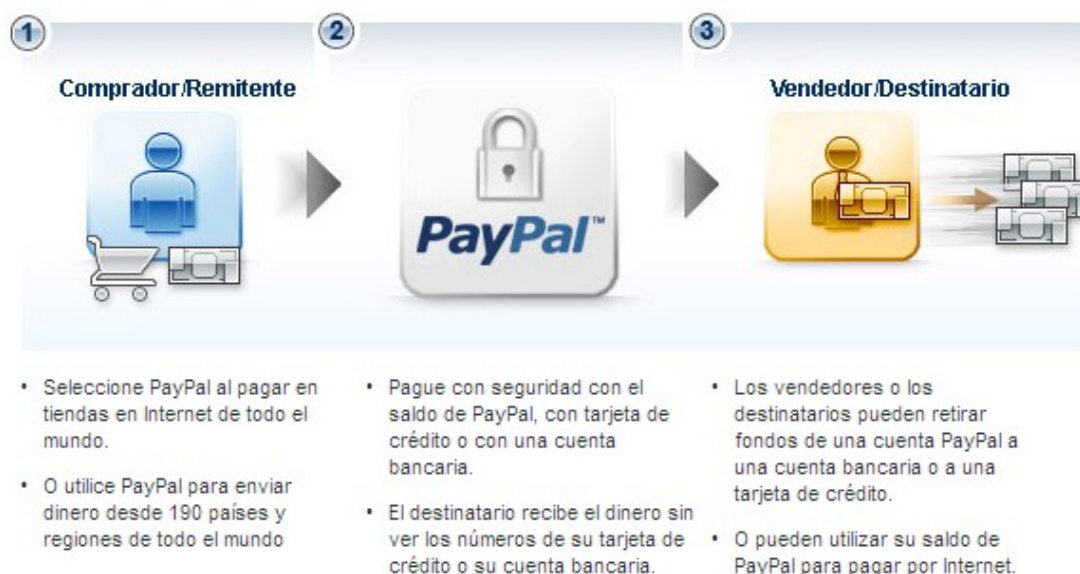 1
2
3
Comprador/Remitente
Vendedor/Destinatario
PayPal™
• Seleccione PayPal al pagar en
tiendas en Internet de todo el
mundo.
• O utilice PayPal para enviar
dinero desde 190 países y
regiones de todo el mundo
• Pague con seguridad con el
saldo de PayPal, con tarjeta de
crédito o con una cuenta
bancaria.
• El destinatario recibe el dinero sin
ver los números de su tarjeta de
crédito o su cuenta bancaria.
• Los vendedores o los
destinatarios pueden retirar
fondos de una cuenta PayPal a
una cuenta bancaria o a una
tarjeta de crédito.
• O pueden utilizar su saldo de
PayPal para pagar por Internet.